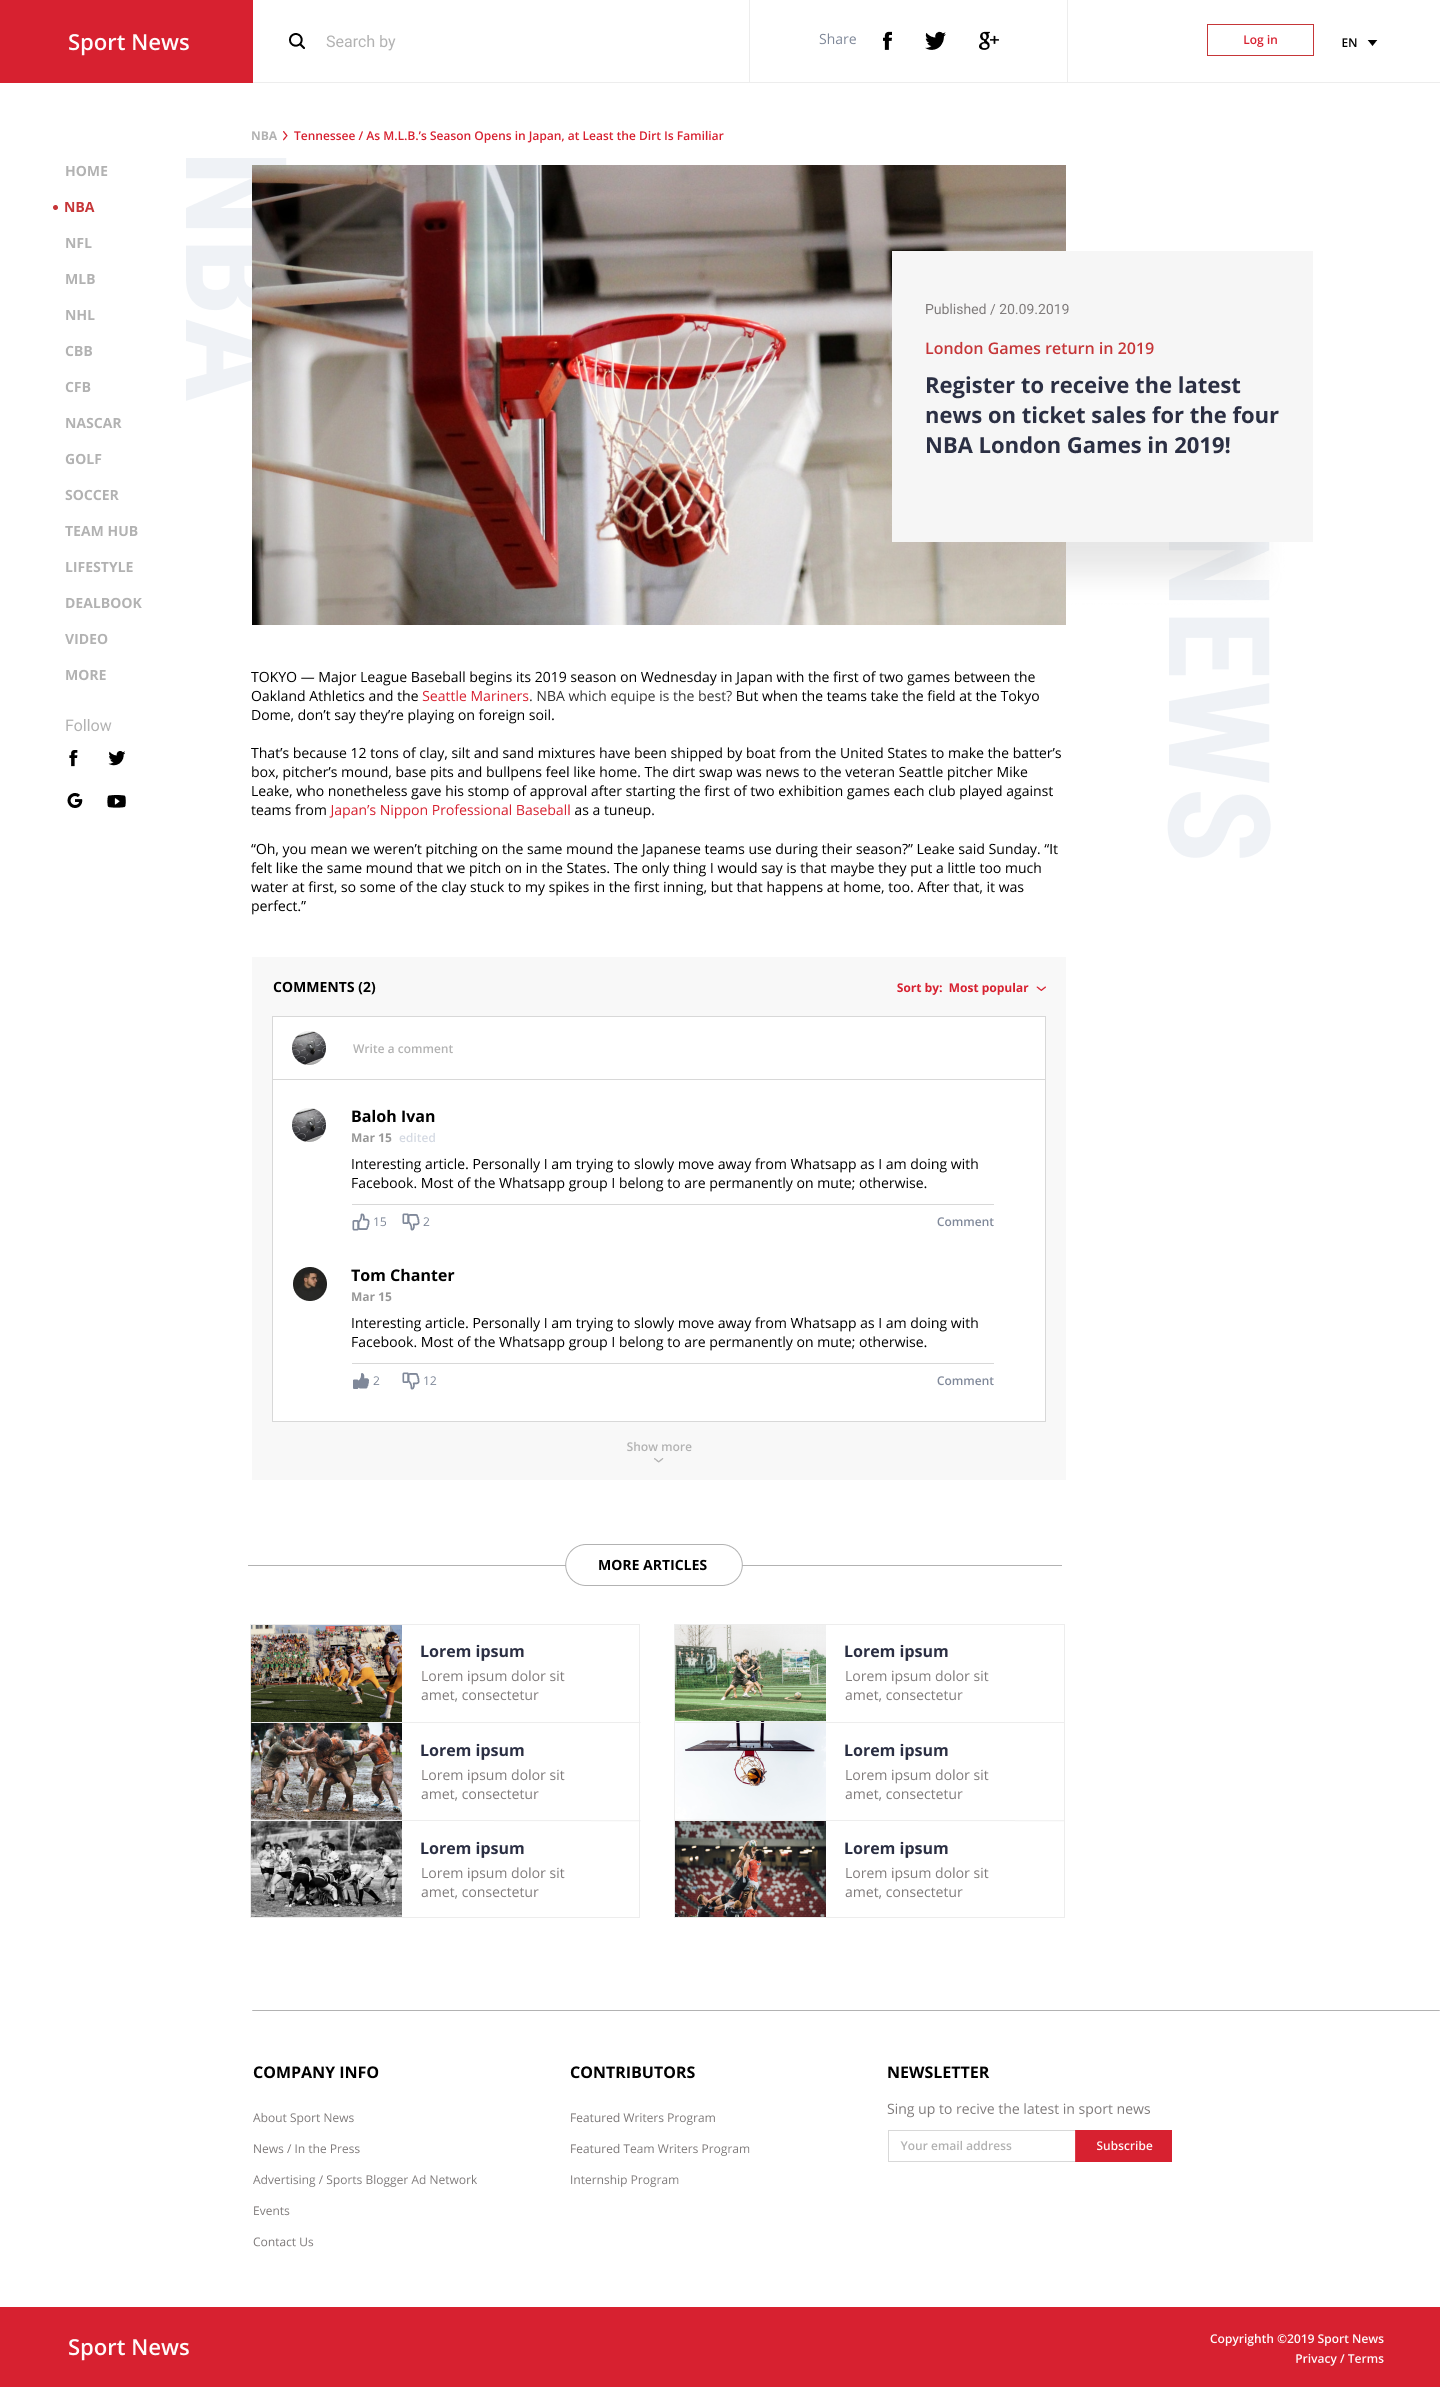 Sport News
Search by
Share
Log in
EN
NBA
Tennessee / As M.L.B.'s Season Opens in Japan, at Least the Dirt Is Familiar
HOME
NBA
NFL
MLB
NHL
CBB
CFB
NASCAR
GOLF
SOCCER
TEAM HUB
LIFESTYLE
DEALBOOK
VIDEO
MORE
Follow
NBA
Published / 20.09.2019
London Games return in 2019
Register to receive the latest
news on ticket sales for the four
NBA London Games in 2019!
NEWS
TOKYO — Major League Baseball begins its 2019 season on Wednesday in Japan with the first of two games between the
Oakland Athletics and the Seattle Mariners. NBA which equipe is the best? But when the teams take the field at the Tokyo
Dome, don’t say they’re playing on foreign soil.
That’s because 12 tons of clay, silt and sand mixtures have been shipped by boat from the United States to make the batter’s
box, pitcher’s mound, base pits and bullpens feel like home. The dirt swap was news to the veteran Seattle pitcher Mike
Leake, who nonetheless gave his stomp of approval after starting the first of two exhibition games each club played against
teams from Japan’s Nippon Professional Baseball as a tuneup.
“Oh, you mean we weren’t pitching on the same mound the Japanese teams use during their season?” Leake said Sunday. “It
felt like the same mound that we pitch on in the States. The only thing I would say is that maybe they put a little too much
water at first, so some of the clay stuck to my spikes in the first inning, but that happens at home, too. After that, it was
perfect.”
COMMENTS (2)
Sort by: Most popular
Write a comment
Baloh Ivan
Mar 15 edited
Interesting article. Personally I am trying to slowly move away from Whatsapp as I am doing with
Facebook. Most of the Whatsapp group I belong to are permanently on mute; otherwise.
15 2 Comment
Tom Chanter
Mar 15
Interesting article. Personally I am trying to slowly move away from Whatsapp as I am doing with
Facebook. Most of the Whatsapp group I belong to are permanently on mute; otherwise.
2 12 Comment
Show more
MORE ARTICLES
Lorem ipsum
Lorem ipsum dolor sit
amet, consectetur
Lorem ipsum
Lorem ipsum dolor sit
amet, consectetur
Lorem ipsum
Lorem ipsum dolor sit
amet, consectetur
Lorem ipsum
Lorem ipsum dolor sit
amet, consectetur
Lorem ipsum
Lorem ipsum dolor sit
amet, consectetur
Lorem ipsum
Lorem ipsum dolor sit
amet, consectetur
COMPANY INFO
About Sport News
News / In the Press
Advertising / Sports Blogger Ad Network
Events
Contact Us
CONTRIBUTORS
Featured Writers Program
Featured Team Writers Program
Internship Program
NEWSLETTER
Sing up to recive the latest in sport news
Your email address
Subscribe
Sport News
Copyrighth ©2019 Sport News
Privacy / Terms